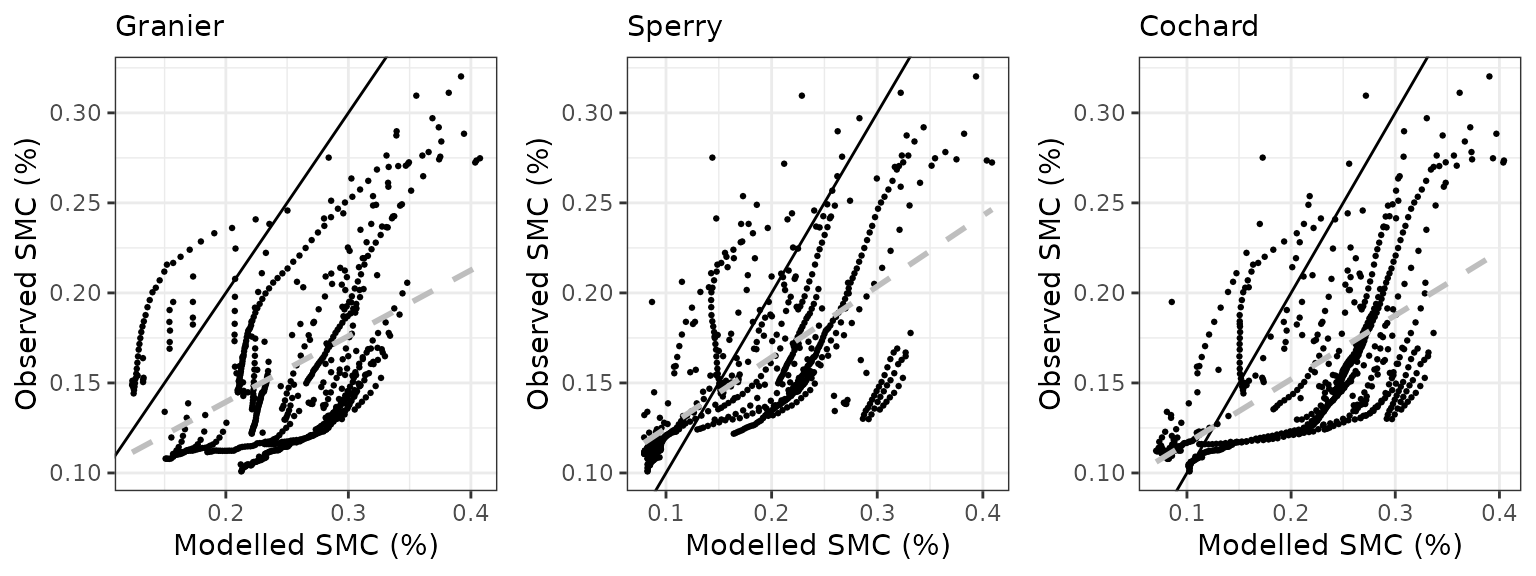 Granier
Observed SMC (%)
0.30
0.25
0.20
0.15
0.10
0.2 0.3 0.4
Modelled SMC (%)
Sperry
Observed SMC (%)
0.30
0.25
0.20
0.15
0.10
0.1 0.2 0.3 0.4
Modelled SMC (%)
Cochard
Observed SMC (%)
0.30
0.25
0.20
0.15
0.10
0.1 0.2 0.3 0.4
Modelled SMC (%)